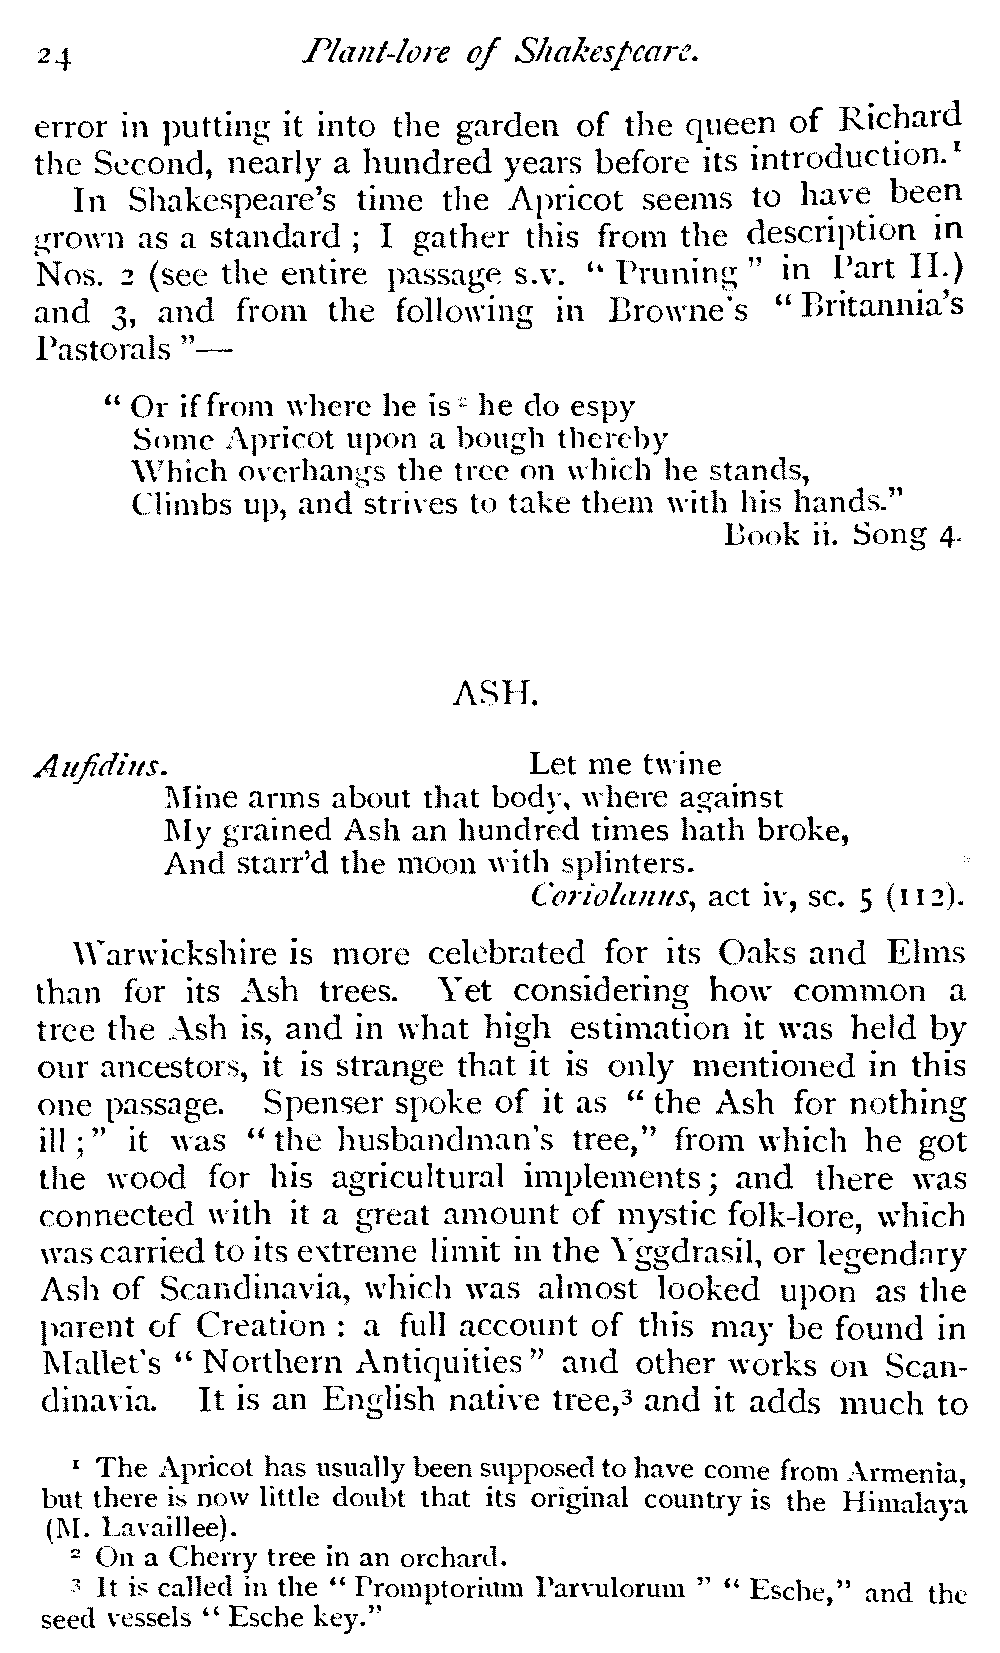 24 Plant-lore of Shakespeare.
error in putting it into the garden of the queen of Richard
the Second, nearly a hundred years before its introduction.¹
In Shakespeare's time the Apricot seems to have been
grown as a standard ; I gather this from the description in
Nos. 2 (see the entire passage s.v. “ Pruning ” in Part II.)
and 3, and from the following in Browne's “ Britannia's
Pastorals ”—
“ Or if from where he is ² he do espy
Some Apricot upon a bough thereby
Which overhangs the tree on which he stands,
Climbs up, and strives to take them with his hands.”
Book ii. Song 4.
ASH.
Aufidius. Let me twine
Mine arms about that body, where against
My grained Ash an hundred times hath broke,
And starr'd the moon with splinters.
Coriolanus, act iv, sc. 5 (112).
Warwickshire is more celebrated for its Oaks and Elms
than for its Ash trees. Yet considering how common a
tree the Ash is, and in what high estimation it was held by
our ancestors, it is strange that it is only mentioned in this
one passage. Spenser spoke of it as “ the Ash for nothing
ill ; ” it was “ the husbandman's tree,” from which he got
the wood for his agricultural implements ; and there was
connected with it a great amount of mystic folk-lore, which
was carried to its extreme limit in the Yggdrasil, or legendary
Ash of Scandinavia, which was almost looked upon as the
parent of Creation : a full account of this may be found in
Mallet's “ Northern Antiquities ” and other works on Scan-
dinavia. It is an English native tree,³ and it adds much to
¹ The Apricot has usually been supposed to have come from Armenia,
but there is now little doubt that its original country is the Himalaya
(M. Lavaillee).
² On a Cherry tree in an orchard.
³ It is called in the “ Promptorium Parvulorum ” “ Esche,” and the
seed vessels “ Esche key.”